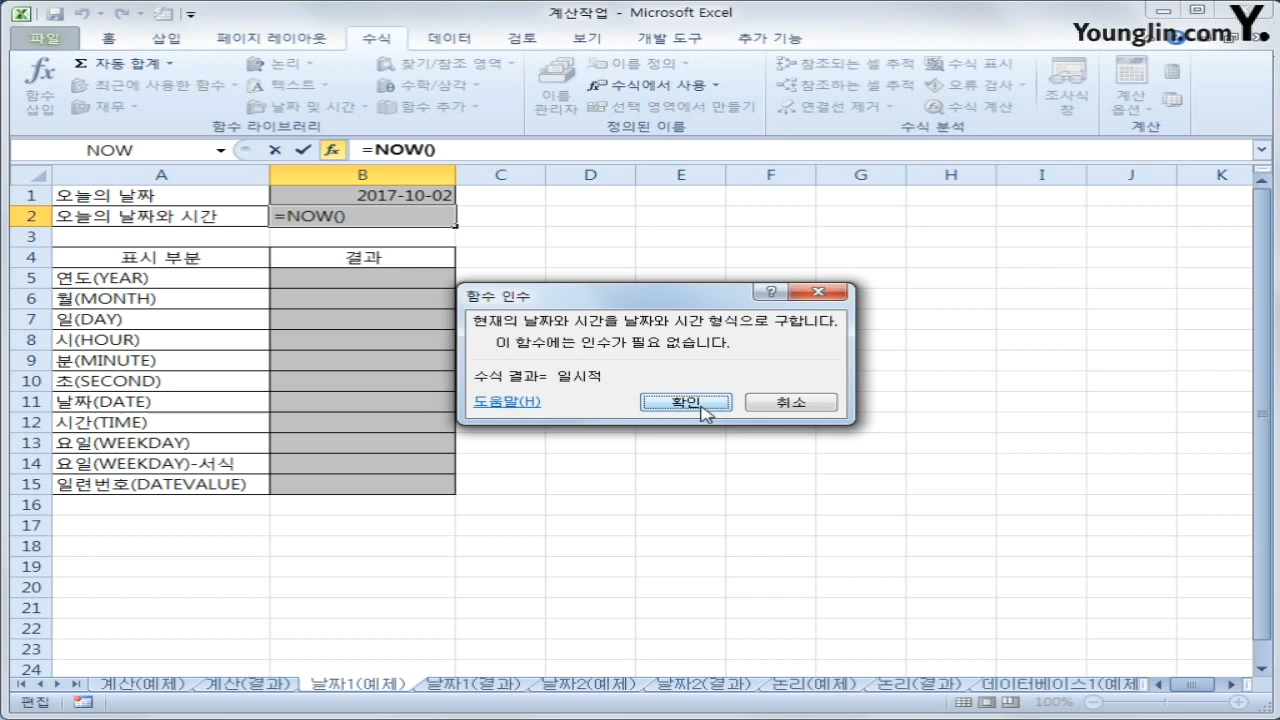 계산작업 - Microsoft Excel
Younglin.com Y.
파일 홈 삽입 페이지 레이아웃 수식 데이터 검토 보기 개발 도구 추가 기능
fx 함수 삽입
Σ 자동 합계
최근에 사용한 함수
재무
논리
텍스트
날짜 및 시간
찾기/참조 영역
수학/삼각
함수 추가
함수 라이브러리
이름 관리자
이름 정의
수식에서 사용
선택 영역에서 만들기
정의된 이름
참조되는 셀 추적
참조하는 셀 추적
연결선 제거
수식 표시
오류 검사
수식 계산
수식 분석
조사식 창
계산 옵션
계산
NOW fx =NOW()
A B C D E F G H I J K
1 오늘의 날짜 2017-10-02
2 오늘의 날짜와 시간 =NOW()
3
4 표시 부분 결과
5 연도(YEAR)
6 월(MONTH)
7 일(DAY)
8 시(HOUR)
9 분(MINUTE)
10 초(SECOND)
11 날짜(DATE)
12 시간(TIME)
13 요일(WEEKDAY)
14 요일(WEEKDAY)-서식
15 일련번호(DATEVALUE)
16
17
18
19
20
21
22
23
24
함수 인수
현재의 날짜와 시간을 날짜와 시간 형식으로 구합니다.
이 함수에는 인수가 필요 없습니다.
수식 결과= 일시적
도움말(H) 확인 취소
계산(예제) 계산(결과) 날짜1(예제) 날짜1(결과) 날짜2(예제) 날짜2(결과) 논리(예제) 논리(결과) 데이터베이스1(예제
편집 100%